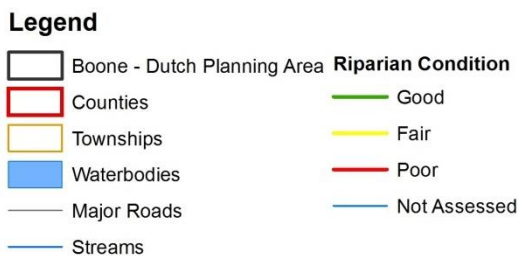 Legend
Boone - Dutch Planning Area
Counties
Townships
Waterbodies
Major Roads
Streams
Riparian Condition
Good
Fair
Poor
Not Assessed